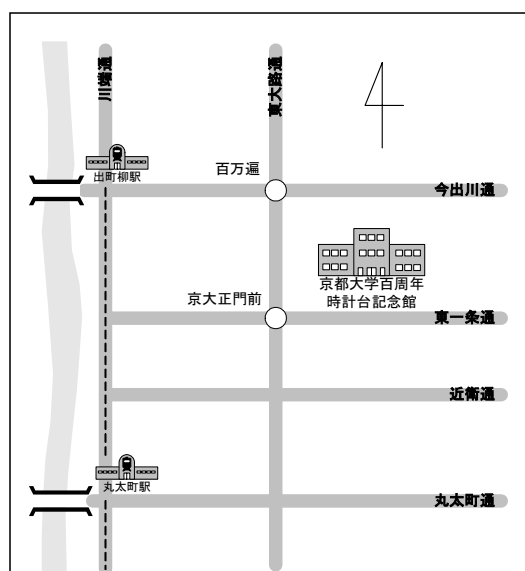 川端通
東大路通
出町柳駅
百万遍
今出川通
京都大学百周年
時計台記念館
京大正門前
東一条通
近衛通
丸太町駅
丸太町通